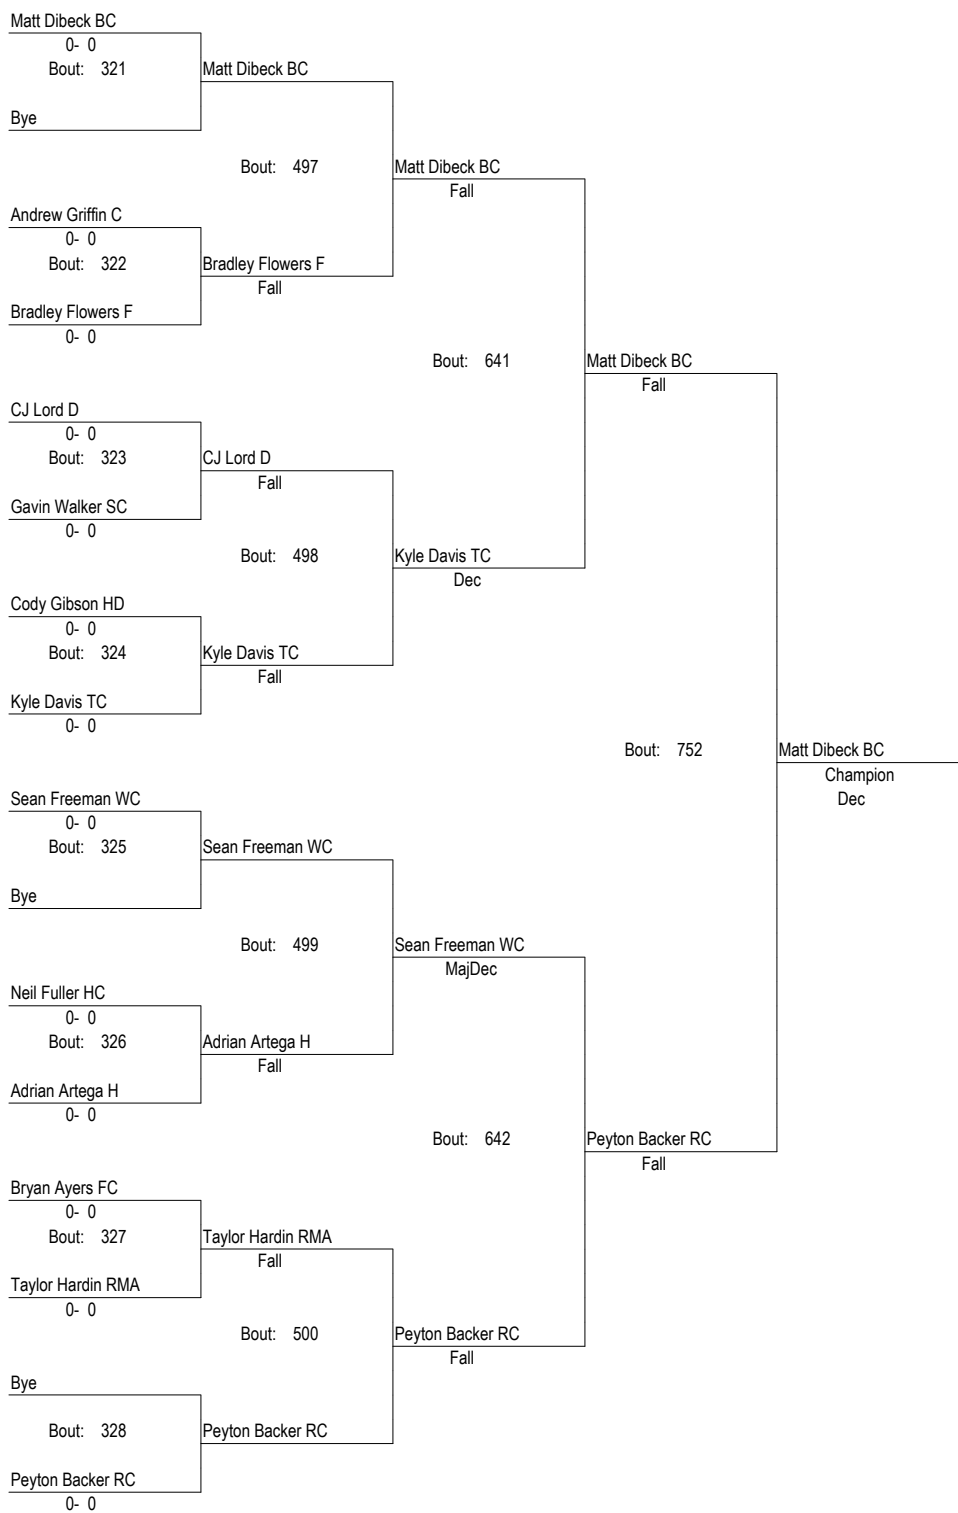 Matt Dibeck BC
0- 0
Bout: 321
Matt Dibeck BC
Bye
Bout: 497
Matt Dibeck BC
Fall
Andrew Griffin C
0- 0
Bout: 322
Bradley Flowers F
Fall
Bradley Flowers F
0- 0
Bout: 641
Matt Dibeck BC
Fall
CJ Lord D
0- 0
Bout: 323
CJ Lord D
Fall
Gavin Walker SC
0- 0
Bout: 498
Kyle Davis TC
Dec
Cody Gibson HD
0- 0
Bout: 324
Kyle Davis TC
Fall
Kyle Davis TC
0- 0
Bout: 752
Matt Dibeck BC
Champion
Dec
Sean Freeman WC
0- 0
Bout: 325
Sean Freeman WC
Bye
Bout: 499
Sean Freeman WC
MajDec
Neil Fuller HC
0- 0
Bout: 326
Adrian Artega H
Fall
Adrian Artega H
0- 0
Bout: 642
Peyton Backer RC
Fall
Bryan Ayers FC
0- 0
Bout: 327
Taylor Hardin RMA
Fall
Taylor Hardin RMA
0- 0
Bout: 500
Peyton Backer RC
Fall
Bye
Bout: 328
Peyton Backer RC
Peyton Backer RC
0- 0